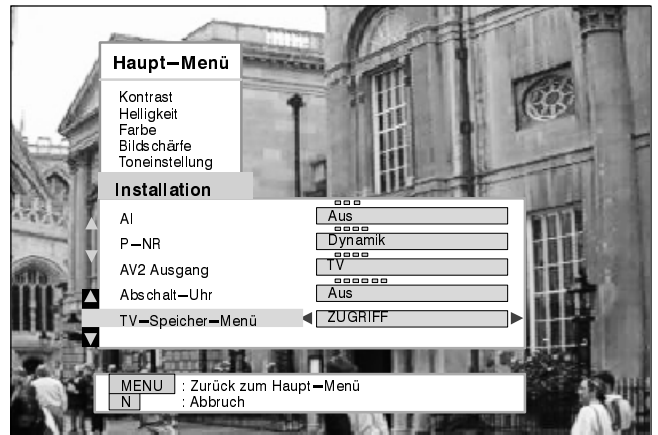 Haupt–Menü
Kontrast
Helligkeit
Farbe
Bildschärfe
Toneinstellung
Installation
AI Aus
P–NR Dynamik
AV2 Ausgang TV
Abschalt–Uhr Aus
TV–Speicher–Menü ZUGRIFF
MENU : Zurück zum Haupt–Menü
N : Abbruch